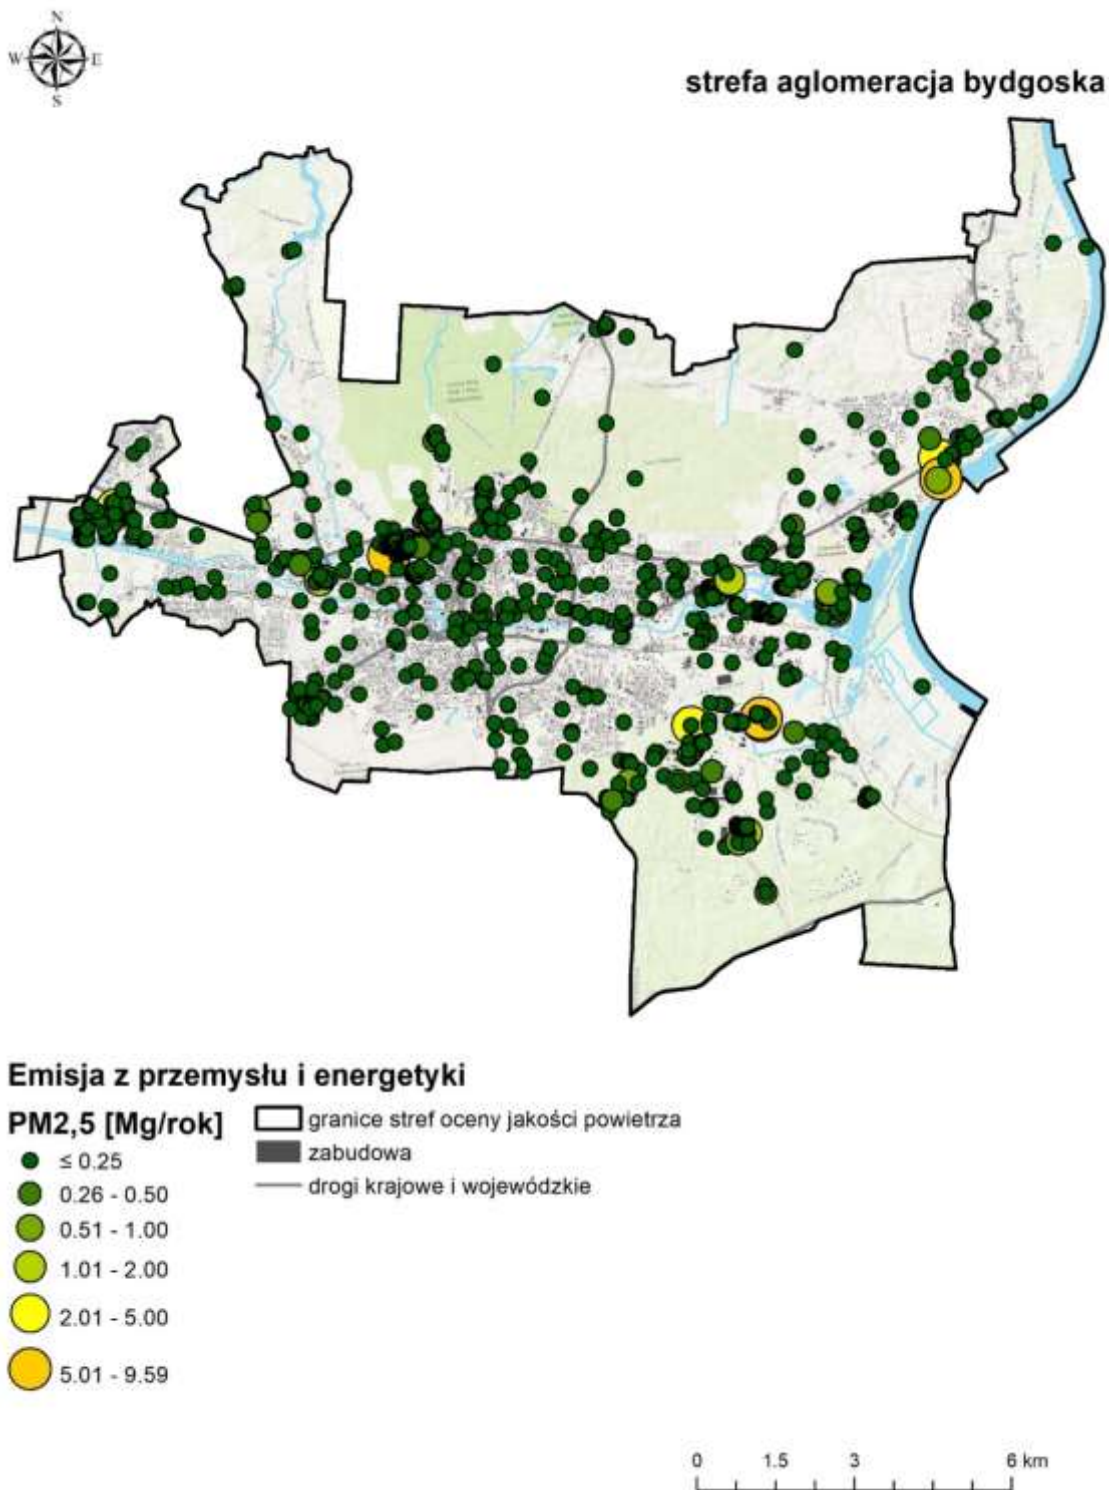 N
W E
S
strefa aglomeracja bydgoska
Emisja z przemysłu i energetyki
PM2,5 [Mg/rok]
≤ 0.25
0.26 - 0.50
0.51 - 1.00
1.01 - 2.00
2.01 - 5.00
5.01 - 9.59
granice stref oceny jakości powietrza
zabudowa
drogi krajowe i wojewódzkie
0 1.5 3 6 km